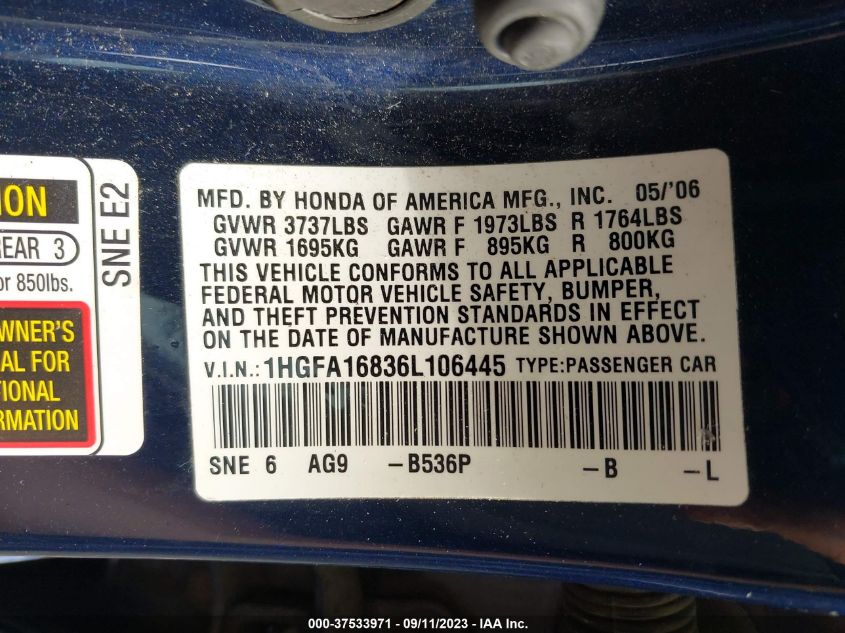 ION
REAR 3
or 850lbs.
WNER'S
AL FOR
TIONAL
RMATION
SNE E2
MFD. BY HONDA OF AMERICA MFG., INC. 05/'06
GVWR 3737LBS GAWR F 1973LBS R 1764LBS
GVWR 1695KG GAWR F 895KG R 800KG
THIS VEHICLE CONFORMS TO ALL APPLICABLE
FEDERAL MOTOR VEHICLE SAFETY, BUMPER,
AND THEFT PREVENTION STANDARDS IN EFFECT
ON THE DATE OF MANUFACTURE SHOWN ABOVE.
V.I.N.: 1HGFA16836L106445 TYPE:PASSENGER CAR
SNE 6 AG9 -B536P -B -L
000-37533971 - 09/11/2023 - IAA Inc.